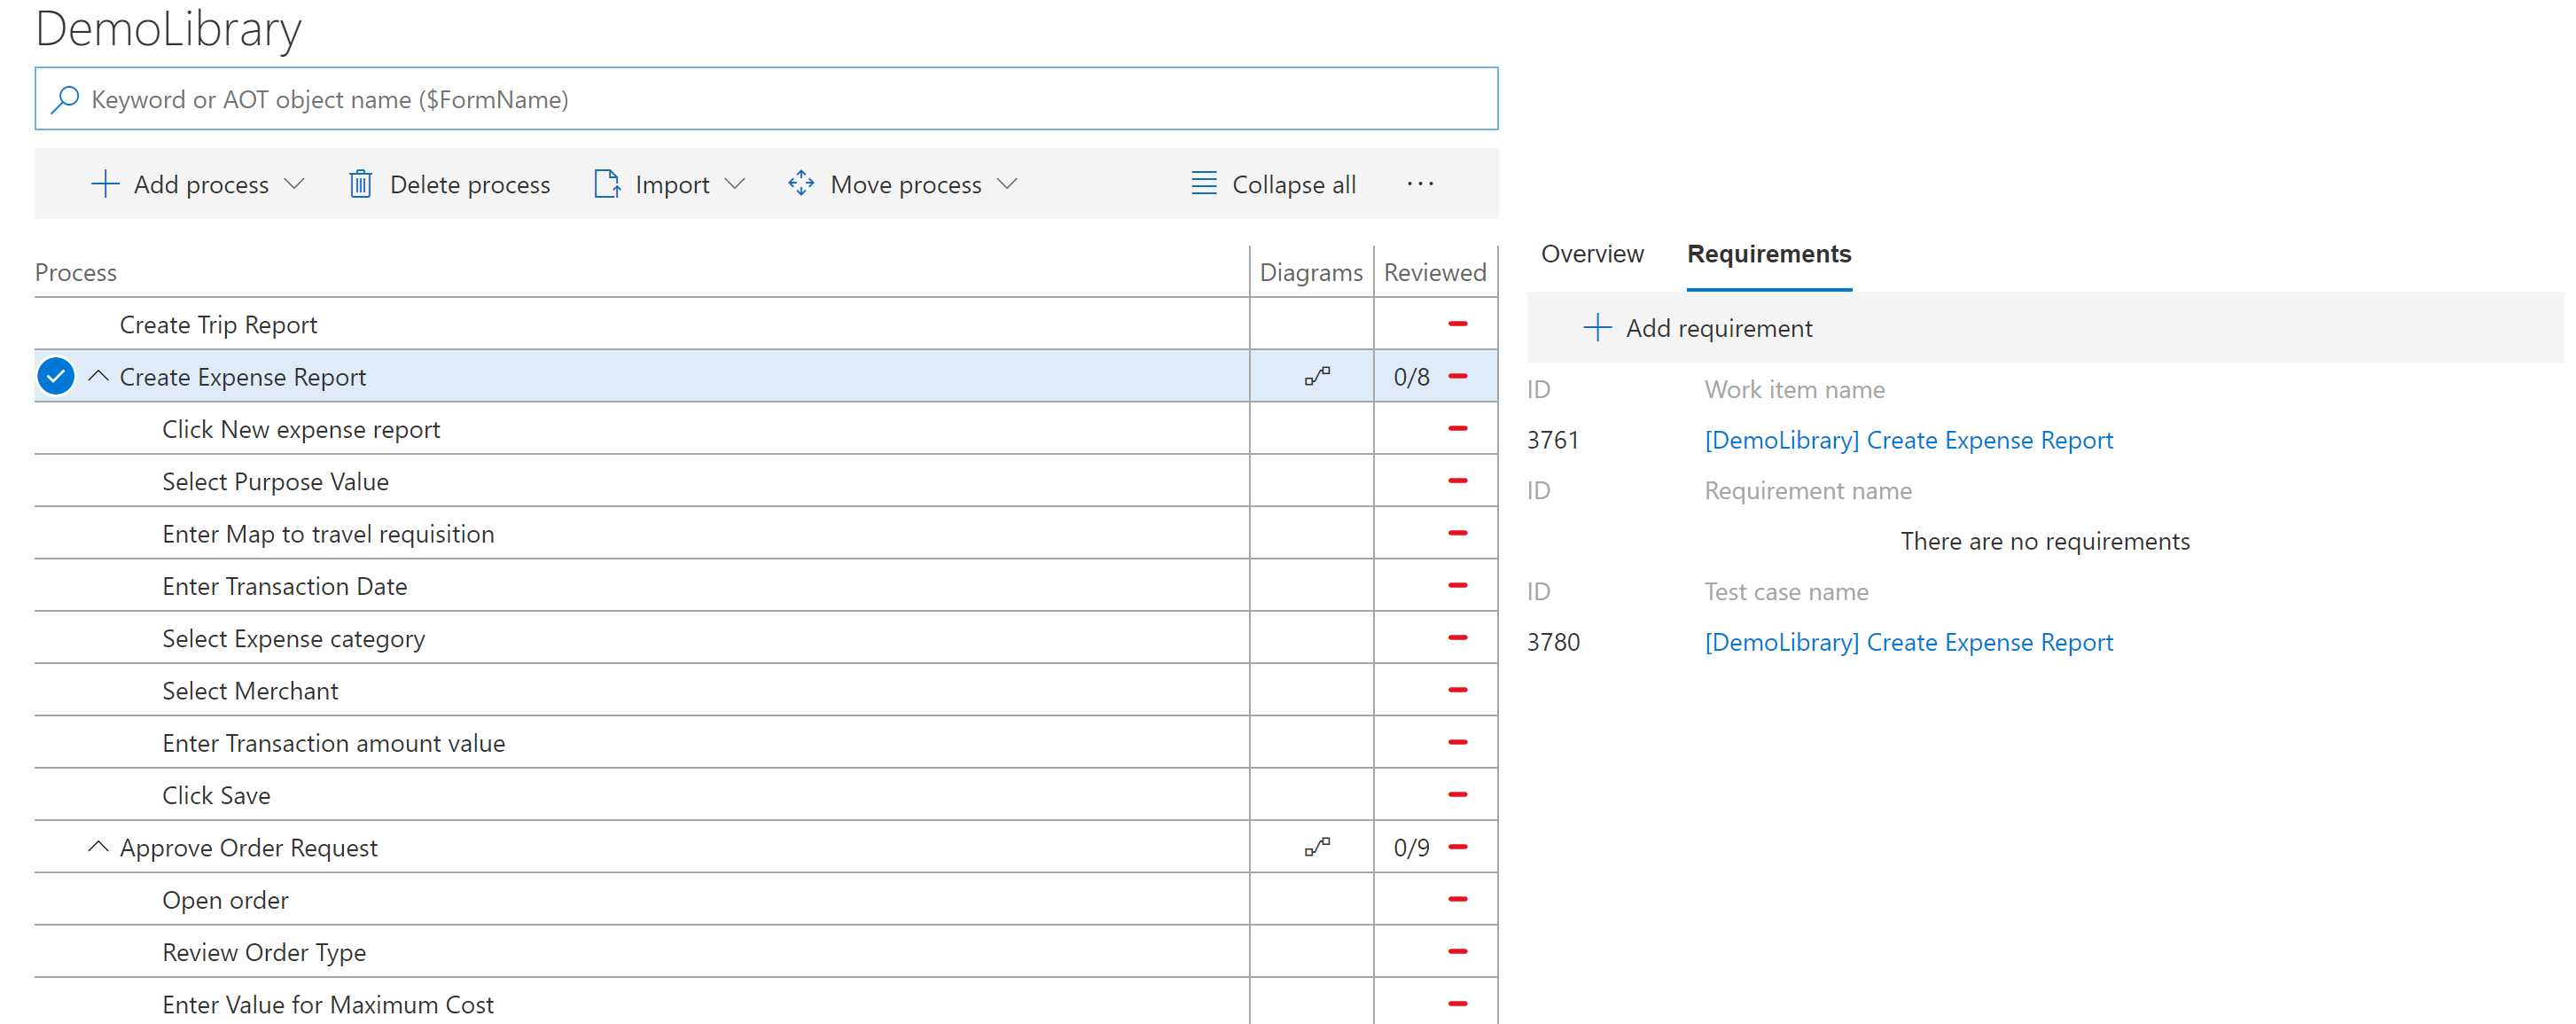 DemoLibrary
Keyword or AOT object name ($FormName)
Add process Delete process Import Move process Collapse all ...
Process Diagrams Reviewed
Create Trip Report
Create Expense Report 0/8
Click New expense report
Select Purpose Value
Enter Map to travel requisition
Enter Transaction Date
Select Expense category
Select Merchant
Enter Transaction amount value
Click Save
Approve Order Request 0/9
Open order
Review Order Type
Enter Value for Maximum Cost
Overview Requirements
Add requirement
ID Work item name
3761 [DemoLibrary] Create Expense Report
ID Requirement name
There are no requirements
ID Test case name
3780 [DemoLibrary] Create Expense Report